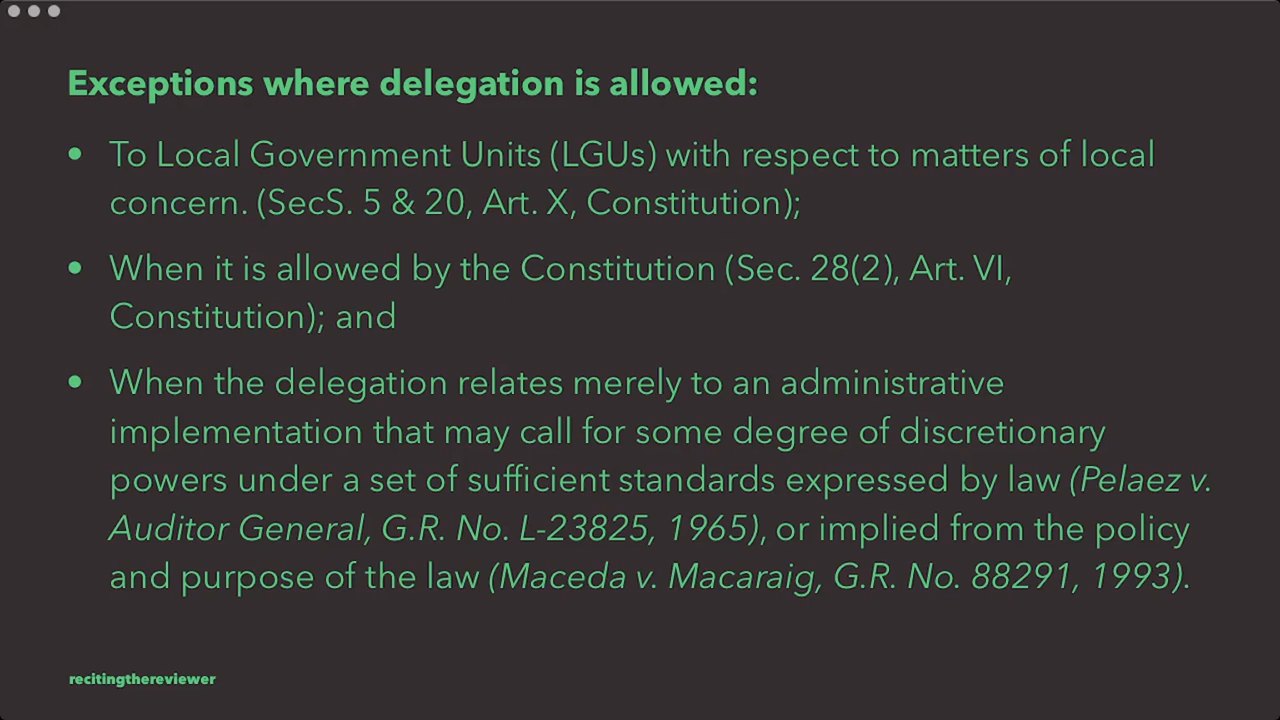 Exceptions where delegation is allowed:
• To Local Government Units (LGUs) with respect to matters of local
concern. (SecS. 5 & 20, Art. X, Constitution);
• When it is allowed by the Constitution (Sec. 28(2), Art. VI,
Constitution); and
• When the delegation relates merely to an administrative
implementation that may call for some degree of discretionary
powers under a set of sufficient standards expressed by law (Pelaez v.
Auditor General, G.R. No. L-23825, 1965), or implied from the policy
and purpose of the law (Maceda v. Macaraig, G.R. No. 88291, 1993).
recitingthereviewer